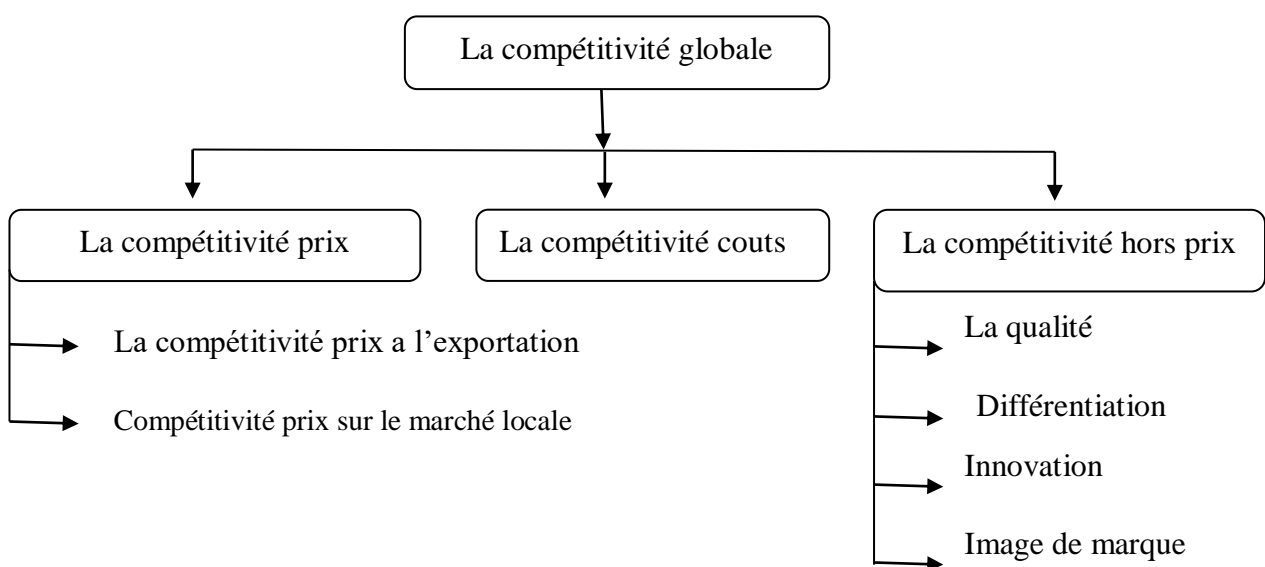 La compétitivité globale
La compétitivité prix
La compétitivité couts
La compétitivité hors prix
La compétitivité prix a l’exportation
Compétitivité prix sur le marché locale
La qualité
Différentiation
Innovation
Image de marque